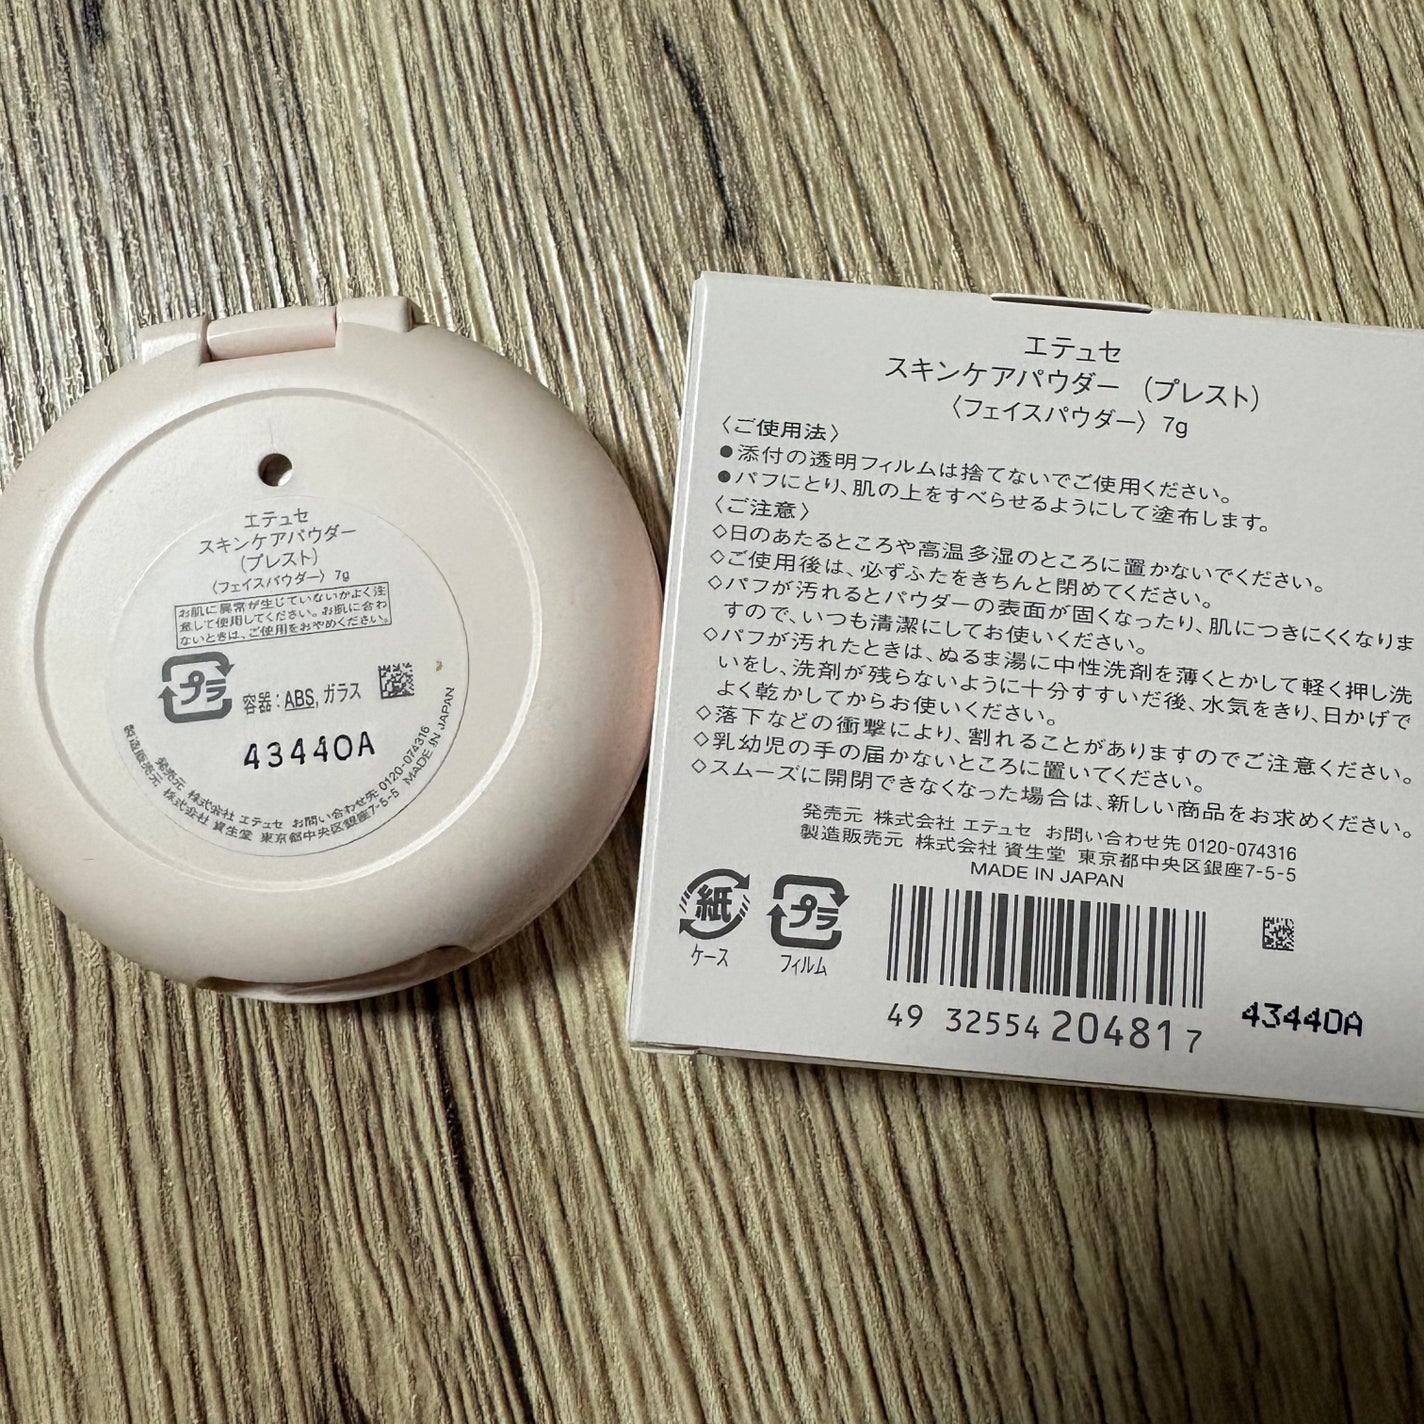 エテュセ
スキンケアパウダー
(プレスト)
〈フェイスパウダー〉 7g
お肌に異常が生じていないかよく注
意して使用してください。お肌に合わ
ないときは、ご使用をおやめください。
プラ
容器：ABS, ガラス
43440A
発売元 株式会社 エテュセ お問い合わせ先 0120-074316
製造販売元 株式会社 資生堂 東京都中央区銀座7-5-5 MADE IN JAPAN
エテュセ
スキンケアパウダー (プレスト)
〈フェイスパウダー〉 7g
〈ご使用法〉
●添付の透明フィルムは捨てないでご使用ください。
●パフにとり、肌の上をすべらせるようにして塗布します。
〈ご注意〉
◇日のあたるところや高温多湿のところに置かないでください。
◇ご使用後は、必ずふたをきちんと閉めてください。
◇パフが汚れるとパウダーの表面が固くなったり、肌につきにくくなりま
すので、いつも清潔にしてお使いください。
◇パフが汚れたときは、ぬるま湯に中性洗剤を薄くとかして軽く押し洗
いをし、洗剤が残らないように十分すすいだ後、水気をきり、日かげで
よく乾かしてからお使いください。
◇落下などの衝撃により、割れることがありますのでご注意ください。
◇乳幼児の手の届かないところに置いてください。
◇スムーズに開閉できなくなった場合は、新しい商品をお求めください。
発売元 株式会社 エテュセ お問い合わせ先 0120-074316
製造販売元 株式会社 資生堂 東京都中央区銀座7-5-5
MADE IN JAPAN
紙
ケース
プラ
フィルム
49 32554 204817
43440A